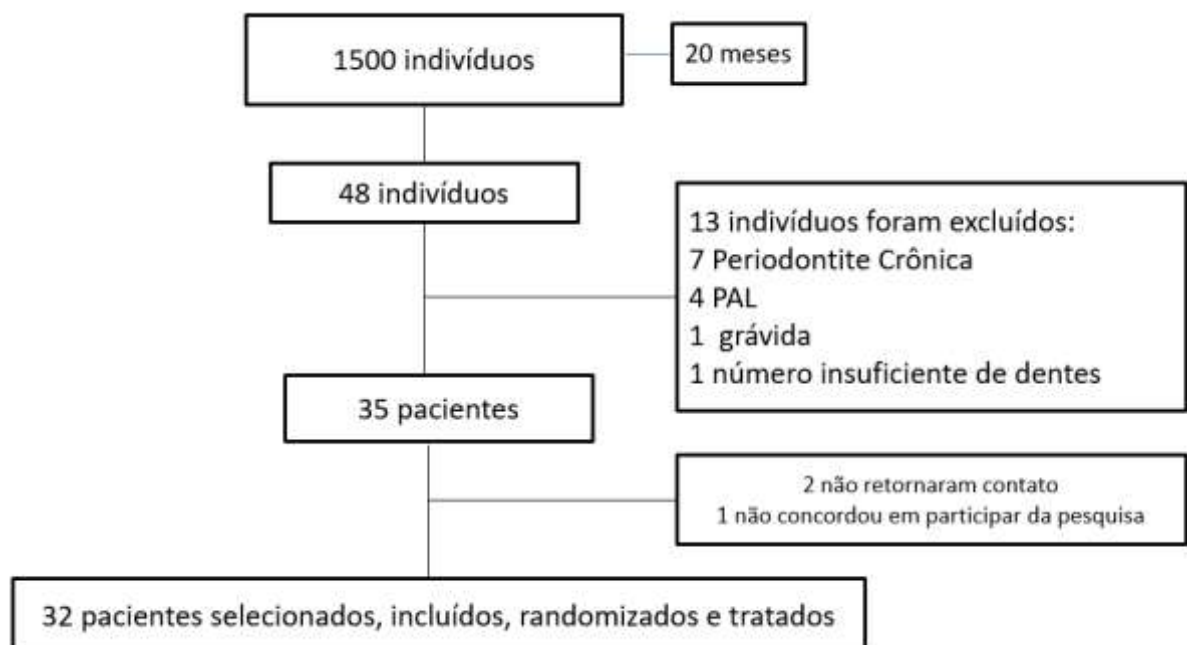 1500 indivíduos
20 meses
48 indivíduos
13 indivíduos foram excluídos:
7 Periodontite Crônica
4 PAL
1 grávida
1 número insuficiente de dentes
35 pacientes
2 não retornaram contato
1 não concordou em participar da pesquisa
32 pacientes selecionados, incluídos, randomizados e tratados